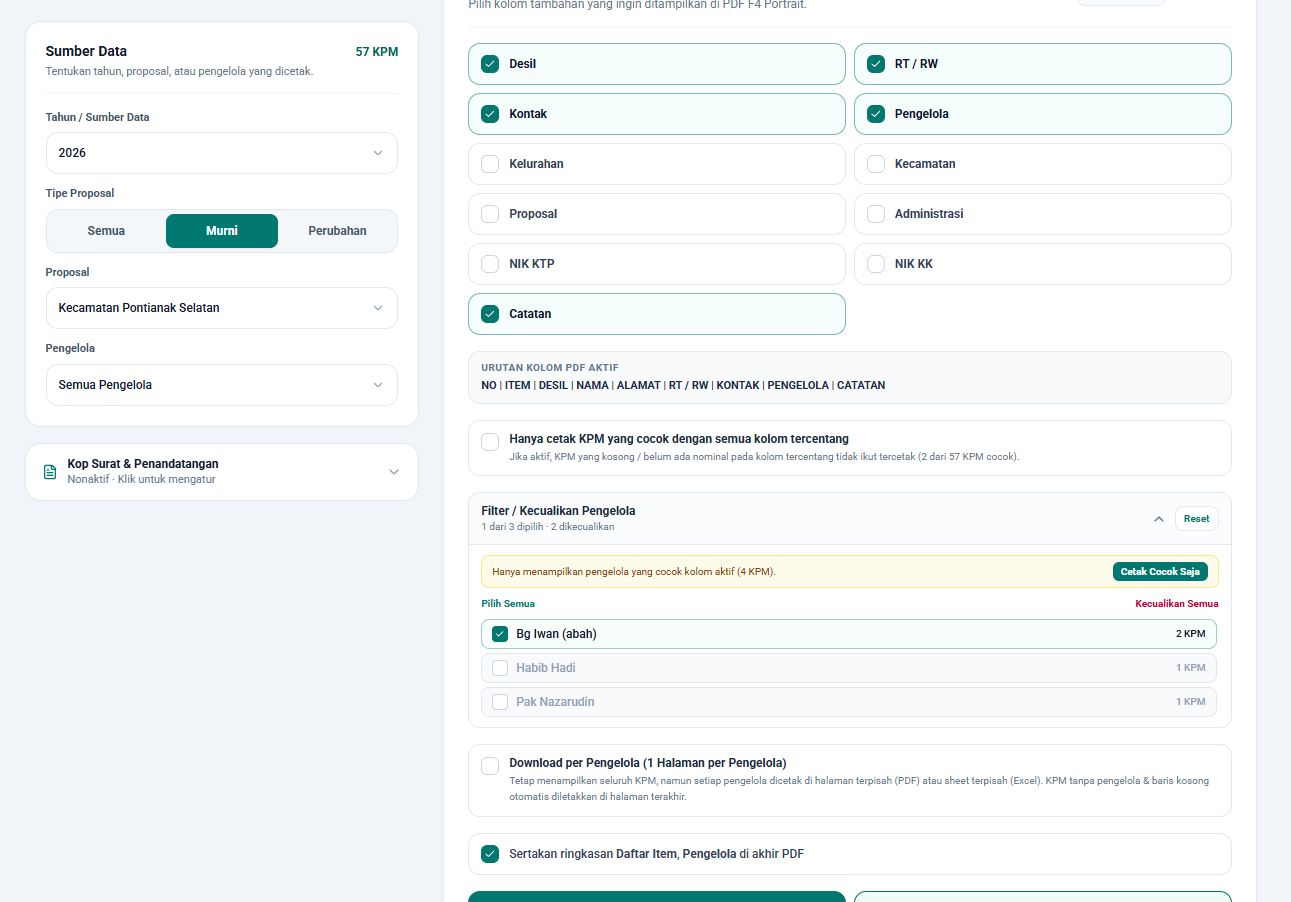 Pilih kolom tambahan yang ingin ditampilkan di PDF F4 Portrait.
Sumber Data
57 KPM
Tentukan tahun, proposal, atau pengelola yang dicetak.
Tahun / Sumber Data
2026
Tipe Proposal
Semua
Murni
Perubahan
Proposal
Kecamatan Pontianak Selatan
Pengelola
Semua Pengelola
Kop Surat & Penandatangan
Nonaktif · Klik untuk mengatur
Desil
RT / RW
Kontak
Pengelola
Kelurahan
Kecamatan
Proposal
Administrasi
NIK KTP
NIK KK
Catatan
URUTAN KOLOM PDF AKTIF
NO | ITEM | DESIL | NAMA | ALAMAT | RT / RW | KONTAK | PENGELOLA | CATATAN
Hanya cetak KPM yang cocok dengan semua kolom tercentang
Jika aktif, KPM yang kosong / belum ada nominal pada kolom tercentang tidak ikut tercetak (2 dari 57 KPM cocok).
Filter / Kecualikan Pengelola
1 dari 3 dipilih · 2 dikecualikan
Reset
Hanya menampilkan pengelola yang cocok kolom aktif (4 KPM).
Cetak Cocok Saja
Pilih Semua
Kecualikan Semua
Bg Iwan (abah)
2 KPM
Habib Hadi
1 KPM
Pak Nazarudin
1 KPM
Download per Pengelola (1 Halaman per Pengelola)
Tetap menampilkan seluruh KPM, namun setiap pengelola dicetak di halaman terpisah (PDF) atau sheet terpisah (Excel). KPM tanpa pengelola & baris kosong
otomatis diletakkan di halaman terakhir.
Sertakan ringkasan Daftar Item, Pengelola di akhir PDF